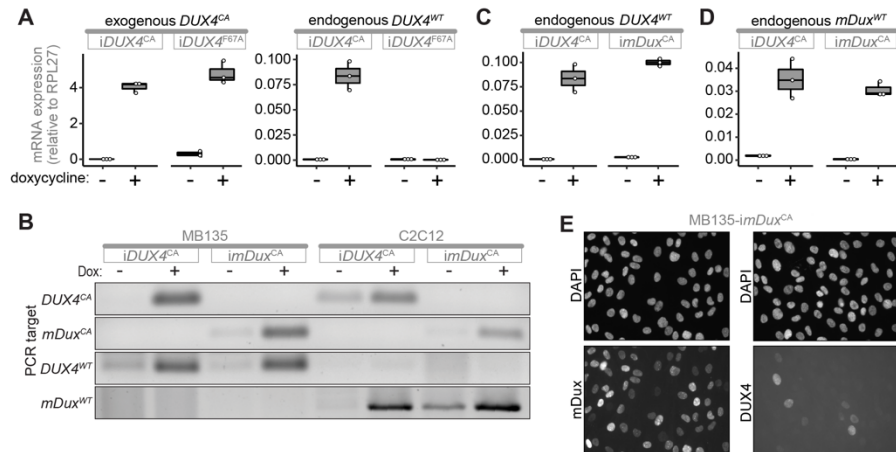 A
exogenous DUX4CA
endogenous DUX4WT
iDUX4CA iDUX4F67A
iDUX4CA iDUX4F67A
mRNA expression
(relative to RPL27)
4
2
0
0.100
0.075
0.050
0.025
0.000
doxycycline: - + - + - + - +
C
endogenous DUX4WT
iDUX4CA imDuxCA
0.100
0.075
0.050
0.025
0.000
- + - +
D
endogenous mDuxWT
iDUX4CA imDuxCA
0.04
0.03
0.02
0.01
0.00
- + - +
B
MB135 C2C12
iDUX4CA imDuxCA iDUX4CA imDuxCA
Dox: - + - + - + - +
PCR target
DUX4CA
mDuxCA
DUX4WT
mDuxWT
E
MB135-imDuxCA
DAPI DAPI
mDux DUX4